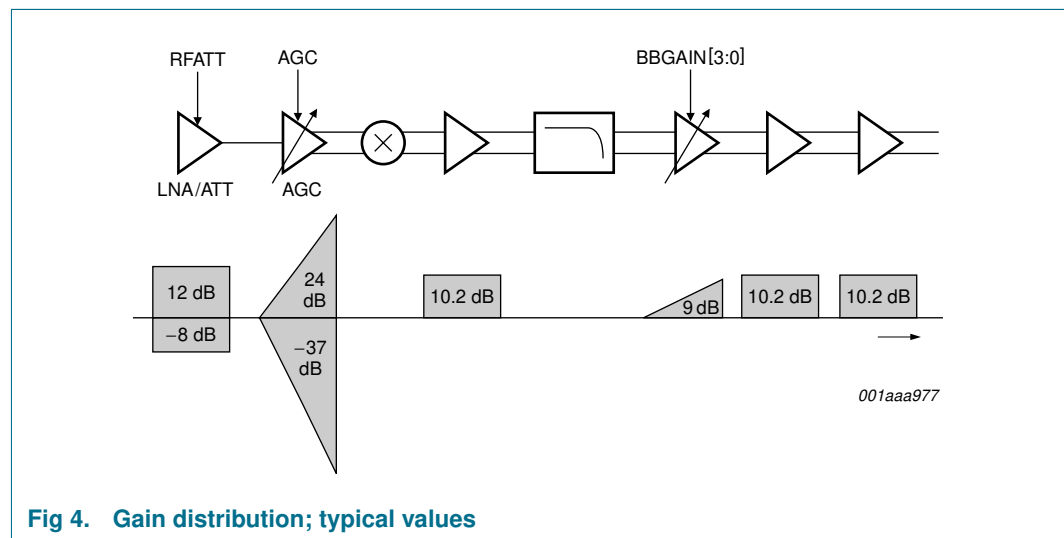 RFATT
AGC
BBGAIN[3:0]
LNA/ATT
AGC
12 dB
−8 dB
24
dB
−37
dB
10.2 dB
9 dB
10.2 dB
10.2 dB
001aaa977
Fig 4. Gain distribution; typical values